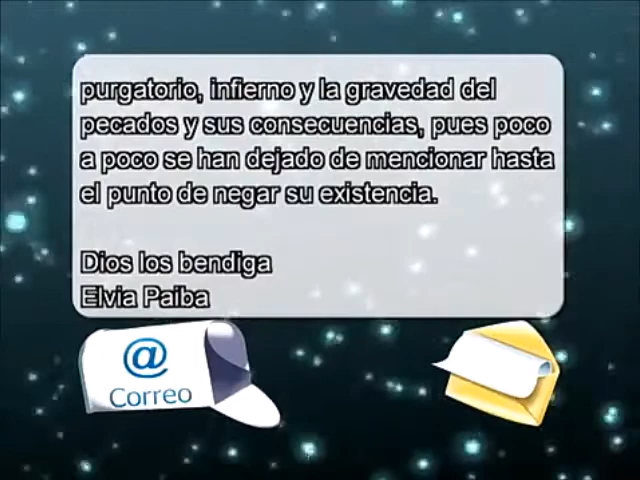 purgatorio, infierno y la gravedad del
pecados y sus consecuencias, pues poco
a poco se han dejado de mencionar hasta
el punto de negar su existencia.
Dios los bendiga
Elvia Paiba
@
Correo